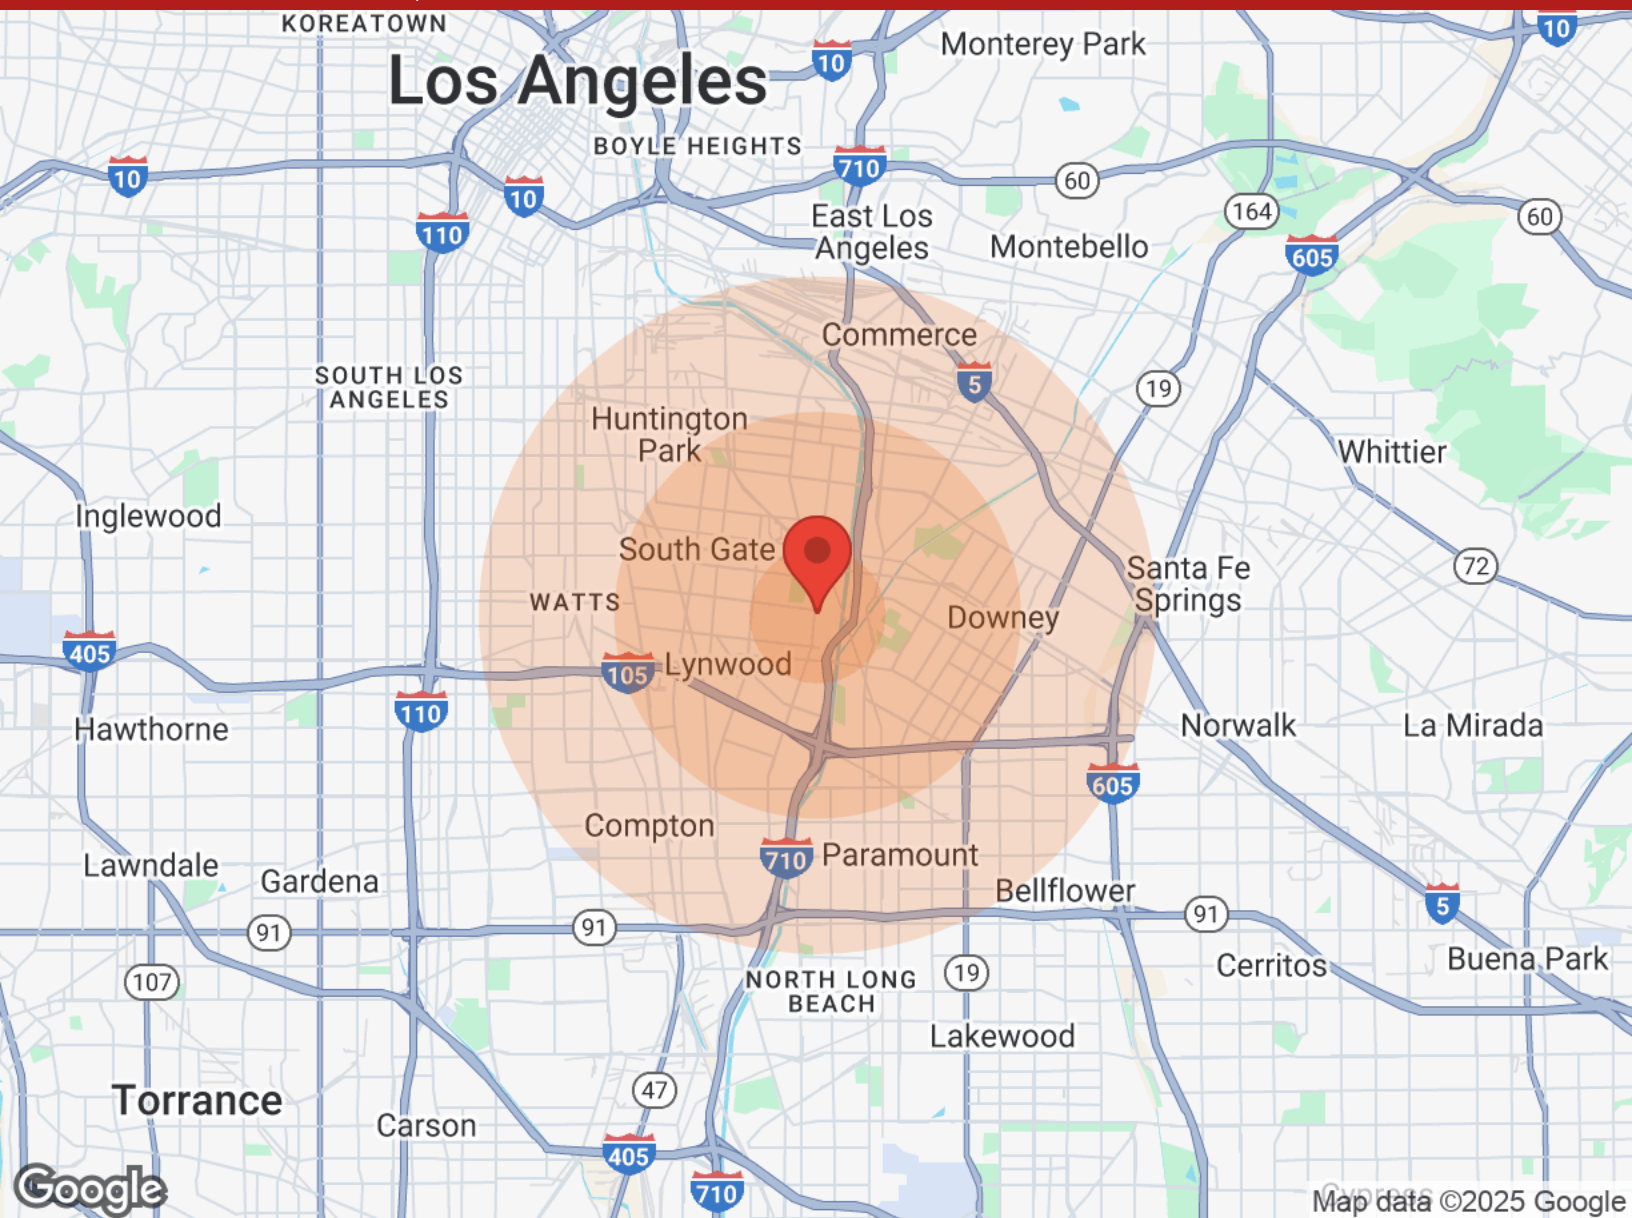 KOREATOWN
Los Angeles
Monterey Park
10
10
BOYLE HEIGHTS
710
10
10
60
164
60
110
East Los
Angeles
Montebello
605
Commerce
5
19
SOUTH LOS
ANGELES
Huntington
Park
Whittier
Inglewood
South Gate
72
WATTS
Santa Fe
Springs
Downey
405
105
Lynwood
110
Hawthorne
Norwalk
La Mirada
605
Compton
710
Paramount
Lawndale
Gardena
Bellflower
5
91
91
91
107
NORTH LONG
BEACH
19
Cerritos
Buena Park
Lakewood
Torrance
47
Carson
405
710
Google
Cypress
Map data ©2025 Google